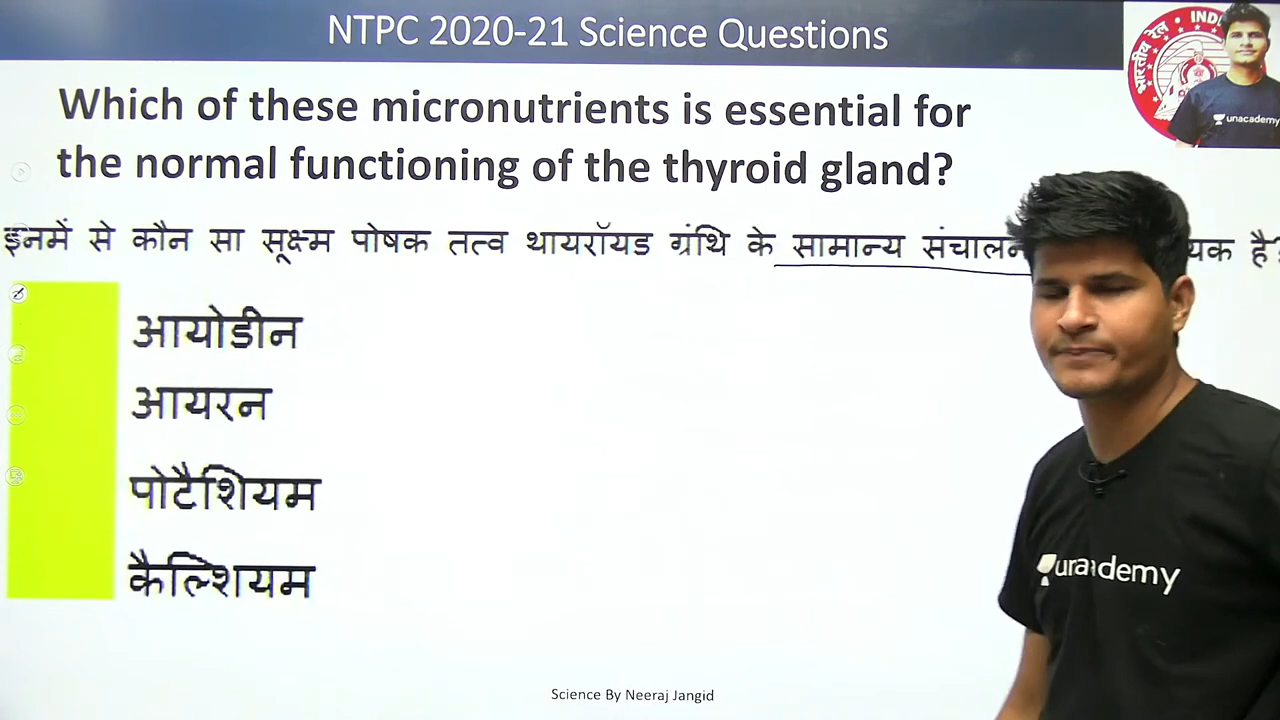 NTPC 2020-21 Science Questions
Which of these micronutrients is essential for
the normal functioning of the thyroid gland?
इनमें से कौन सा सूक्ष्म पोषक तत्व थायरॉयड ग्रंथि के सामान्य
आयोडीन
आयरन
पोटैशियम
कैल्शियम
Science By Neeraj Jangid
भारतीय रेल
unacademy